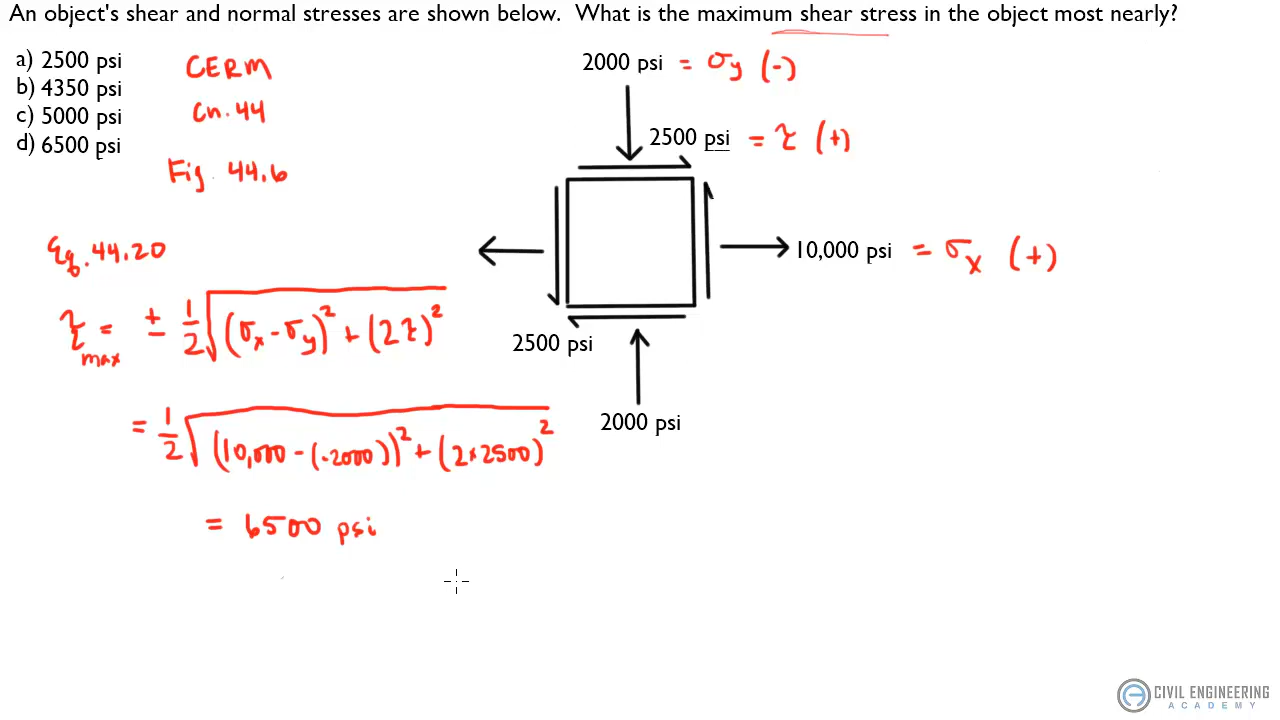 An object's shear and normal stresses are shown below. What is the maximum shear stress in the object most nearly?
a) 2500 psi
b) 4350 psi
c) 5000 psi
d) 6500 psi
CERM
Cn. 44
Fig. 44.6
2000 psi = σy (-)
2500 psi = τ (+)
10,000 psi = σx (+)
2500 psi
2000 psi
Eq. 44.20
τmax = ± 1/2 √(σx - σy)² + (2τ)²
= 1/2 √(10,000 - (-2000))² + (2×2500)²
= 6500 psi
CIVIL ENGINEERING
ACADEMY